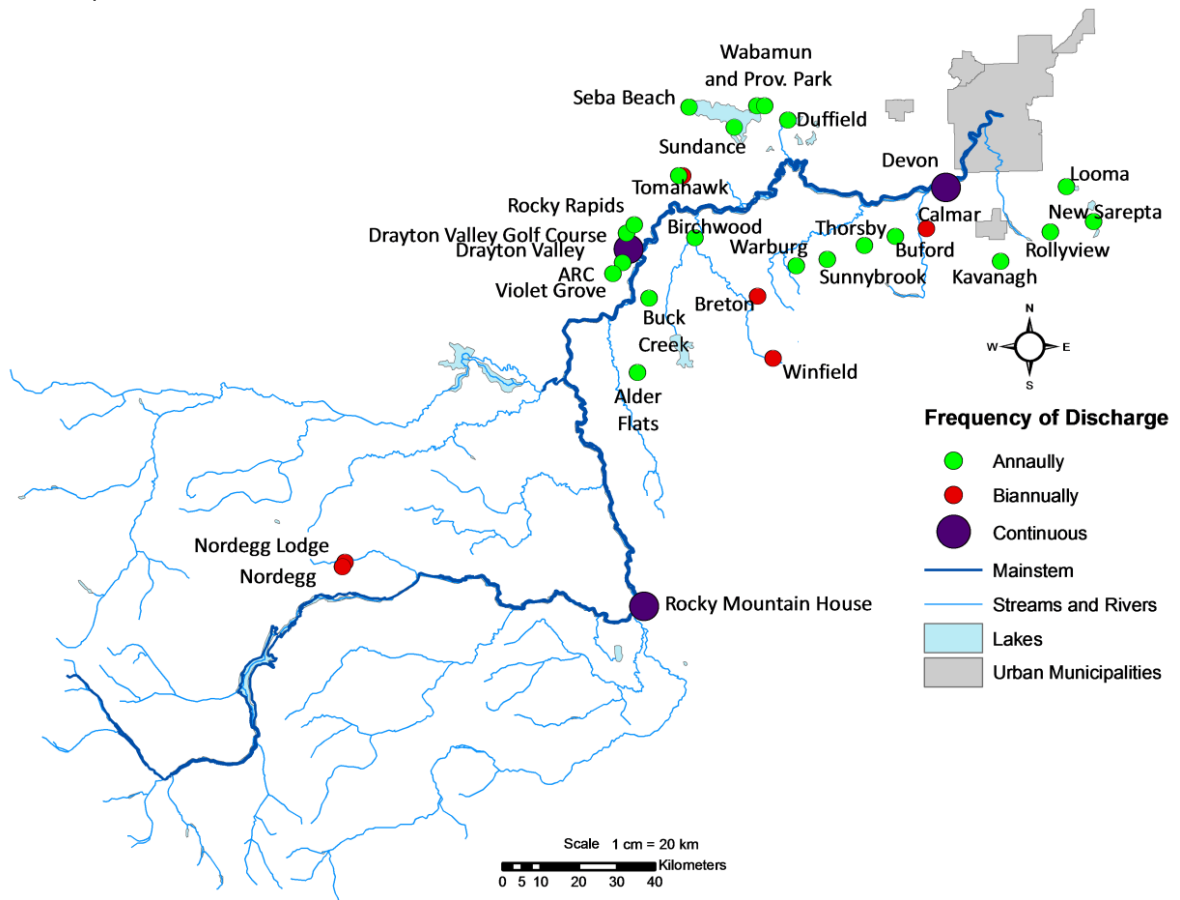 Wabamun
and Prov. Park
Seba Beach
Duffield
Sundance
Devon
Tomahawk
Looma
Rocky Rapids
Calmar
New Sarepta
Drayton Valley Golf Course
Birchwood
Thorsby
Drayton Valley
Warburg
Buford
Rollyview
ARC
Sunnybrook
Kavanagh
Violet Grove
Breton
Buck
Creek
N
W
E
S
Winfield
Alder
Flats
Frequency of Discharge
Annaully
Biannually
Continuous
Mainstem
Streams and Rivers
Lakes
Urban Municipalities
Nordegg Lodge
Nordegg
Rocky Mountain House
Scale 1 cm = 20 km
Kilometers
0 5 10 20 30 40